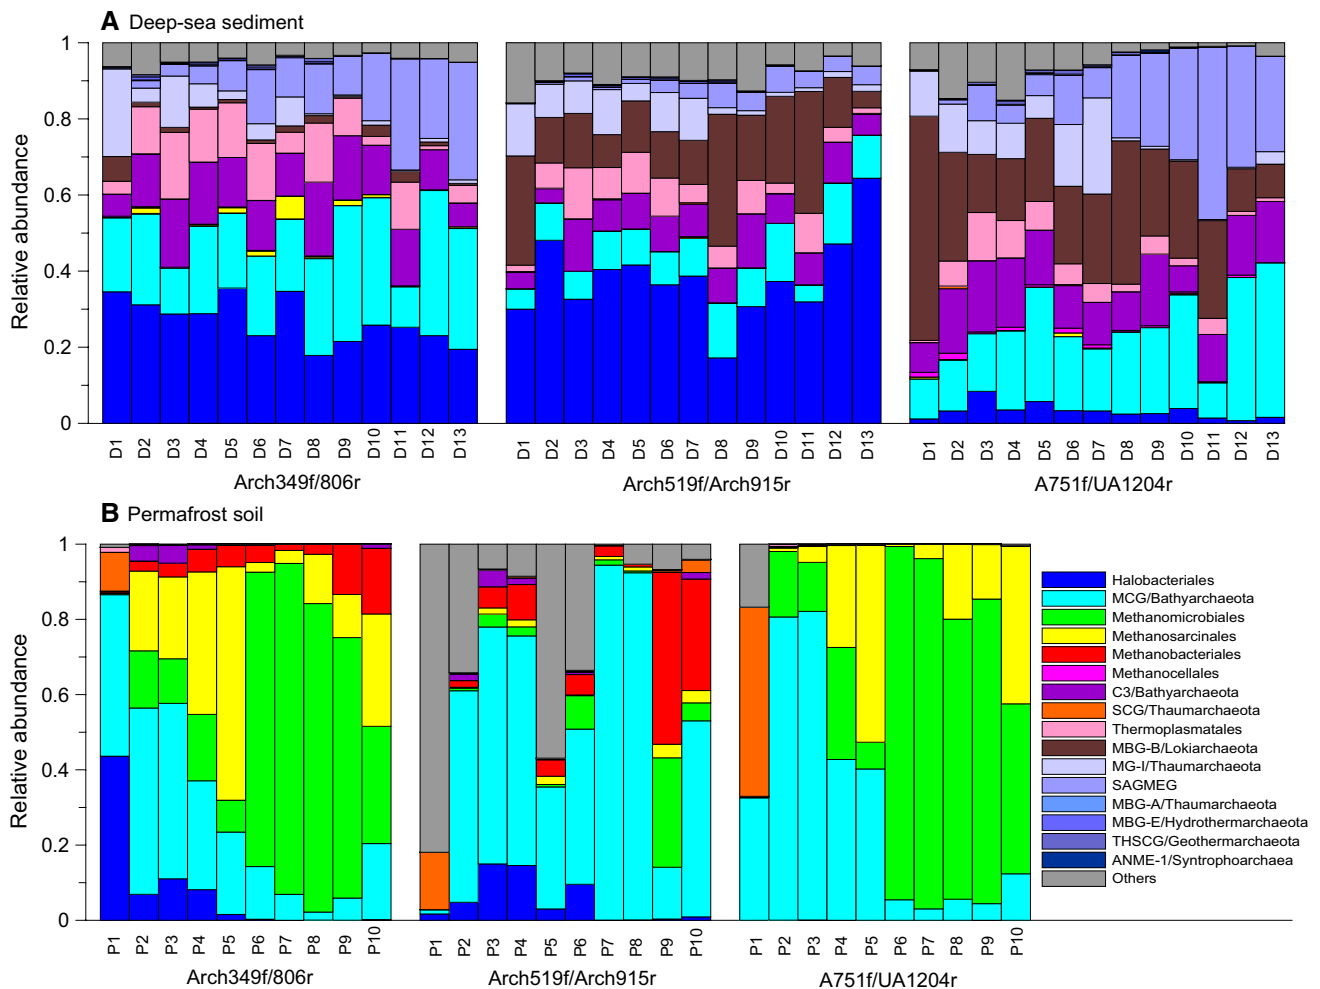 A Deep-sea sediment
Relative abundance
1
0.8
0.6
0.4
0.2
0
D1 D2 D3 D4 D5 D6 D7 D8 D9 D10 D11 D12 D13
D1 D2 D3 D4 D5 D6 D7 D8 D9 D10 D11 D12 D13
D1 D2 D3 D4 D5 D6 D7 D8 D9 D10 D11 D12 D13
Arch349f/806r
Arch519f/Arch915r
A751f/UA1204r
B Permafrost soil
Relative abundance
1
0.8
0.6
0.4
0.2
0
P1 P2 P3 P4 P5 P6 P7 P8 P9 P10
P1 P2 P3 P4 P5 P6 P7 P8 P9 P10
P1 P2 P3 P4 P5 P6 P7 P8 P9 P10
Arch349f/806r
Arch519f/Arch915r
A751f/UA1204r
Halobacteriales
MCG/Bathyarchaeota
Methanomicrobiales
Methanosarcinales
Methanobacteriales
Methanocellales
C3/Bathyarchaeota
SCG/Thaumarchaeota
Thermoplasmatales
MBG-B/Lokiarchaeota
MG-I/Thaumarchaeota
SAGMEG
MBG-A/Thaumarchaeota
MBG-E/Hydrothermarchaeota
THSCG/Geothermarchaeota
ANME-1/Syntrophoarchaea
Others